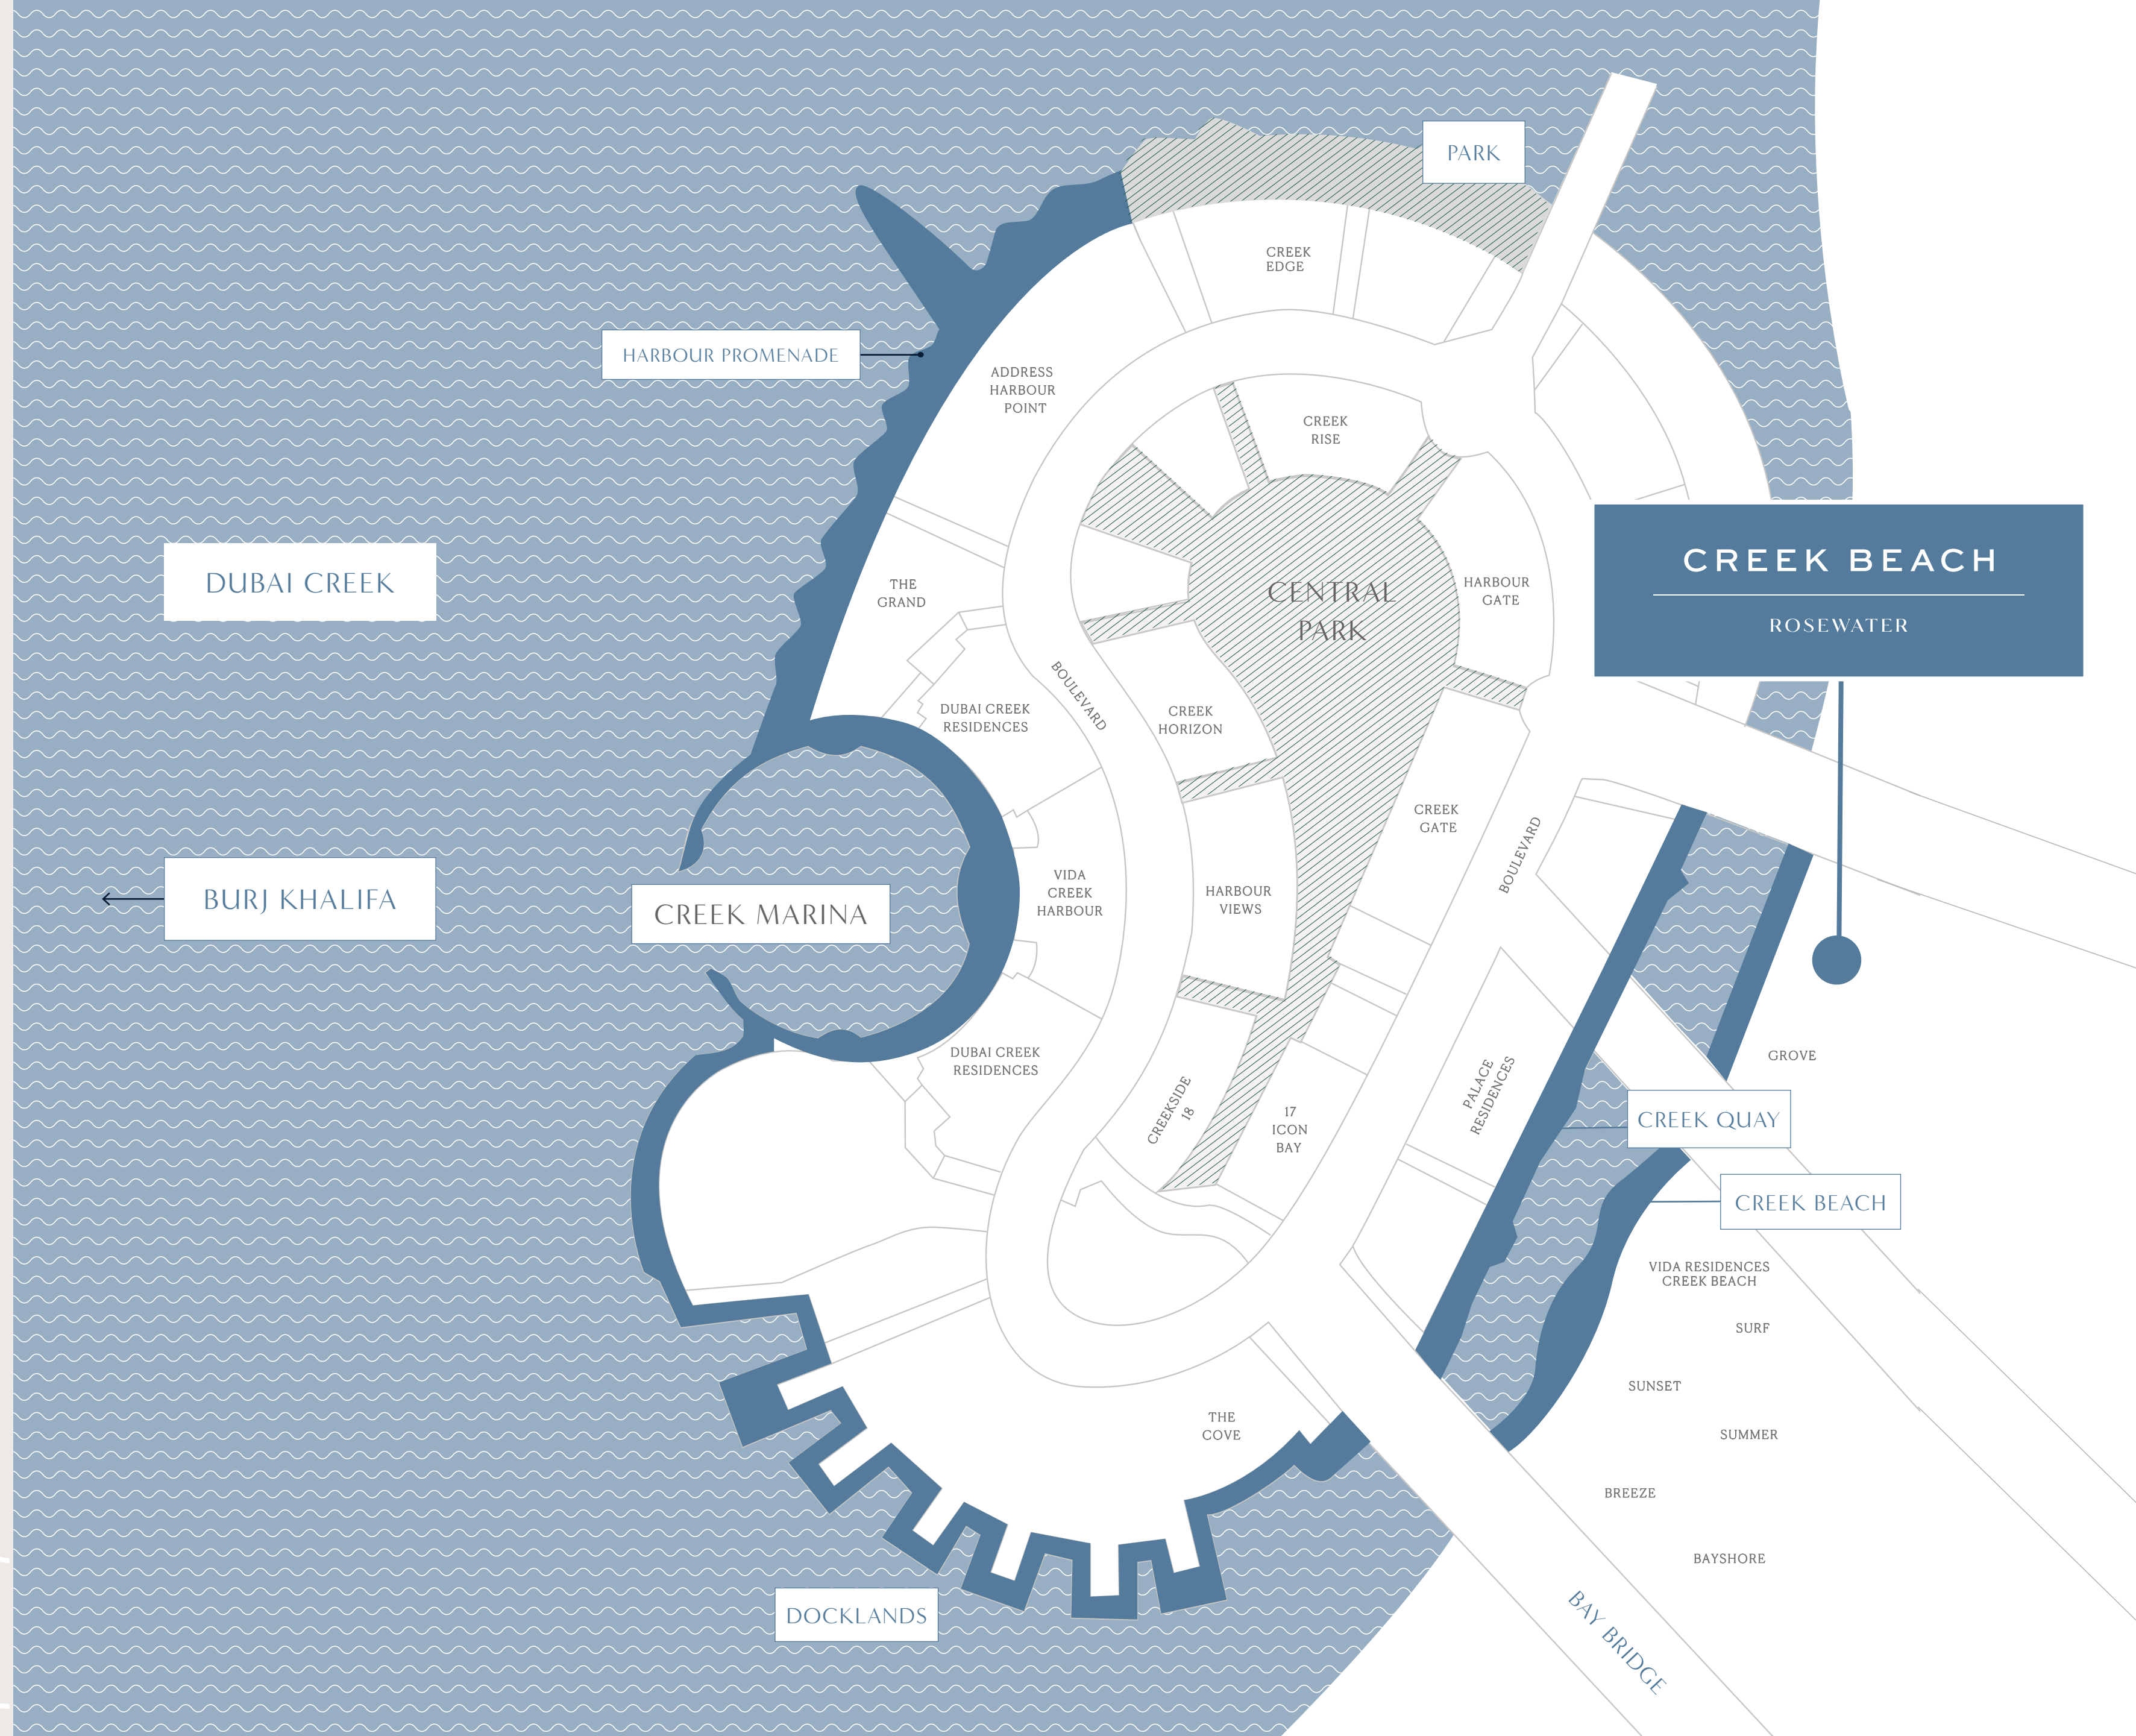 PARK
CREEK
EDGE
HARBOUR PROMENADE
ADDRESS
HARBOUR
POINT
CREEK
RISE
CREEK BEACH
ROSEWATER
DUBAI CREEK
THE
GRAND
CENTRAL
PARK
HARBOUR
GATE
BOULEVARD
DUBAI CREEK
RESIDENCES
CREEK
HORIZON
CREEK
GATE
BOULEVARD
BURJ KHALIFA
CREEK MARINA
VIDA
CREEK
HARBOUR
HARBOUR
VIEWS
DUBAI CREEK
RESIDENCES
CREEKSIDE
18
17
ICON
BAY
PALACE
RESIDENCES
GROVE
CREEK QUAY
CREEK BEACH
VIDA RESIDENCES
CREEK BEACH
SURF
SUNSET
SUMMER
THE
COVE
BREEZE
BAYSHORE
DOCKLANDS
BAY BRIDGE